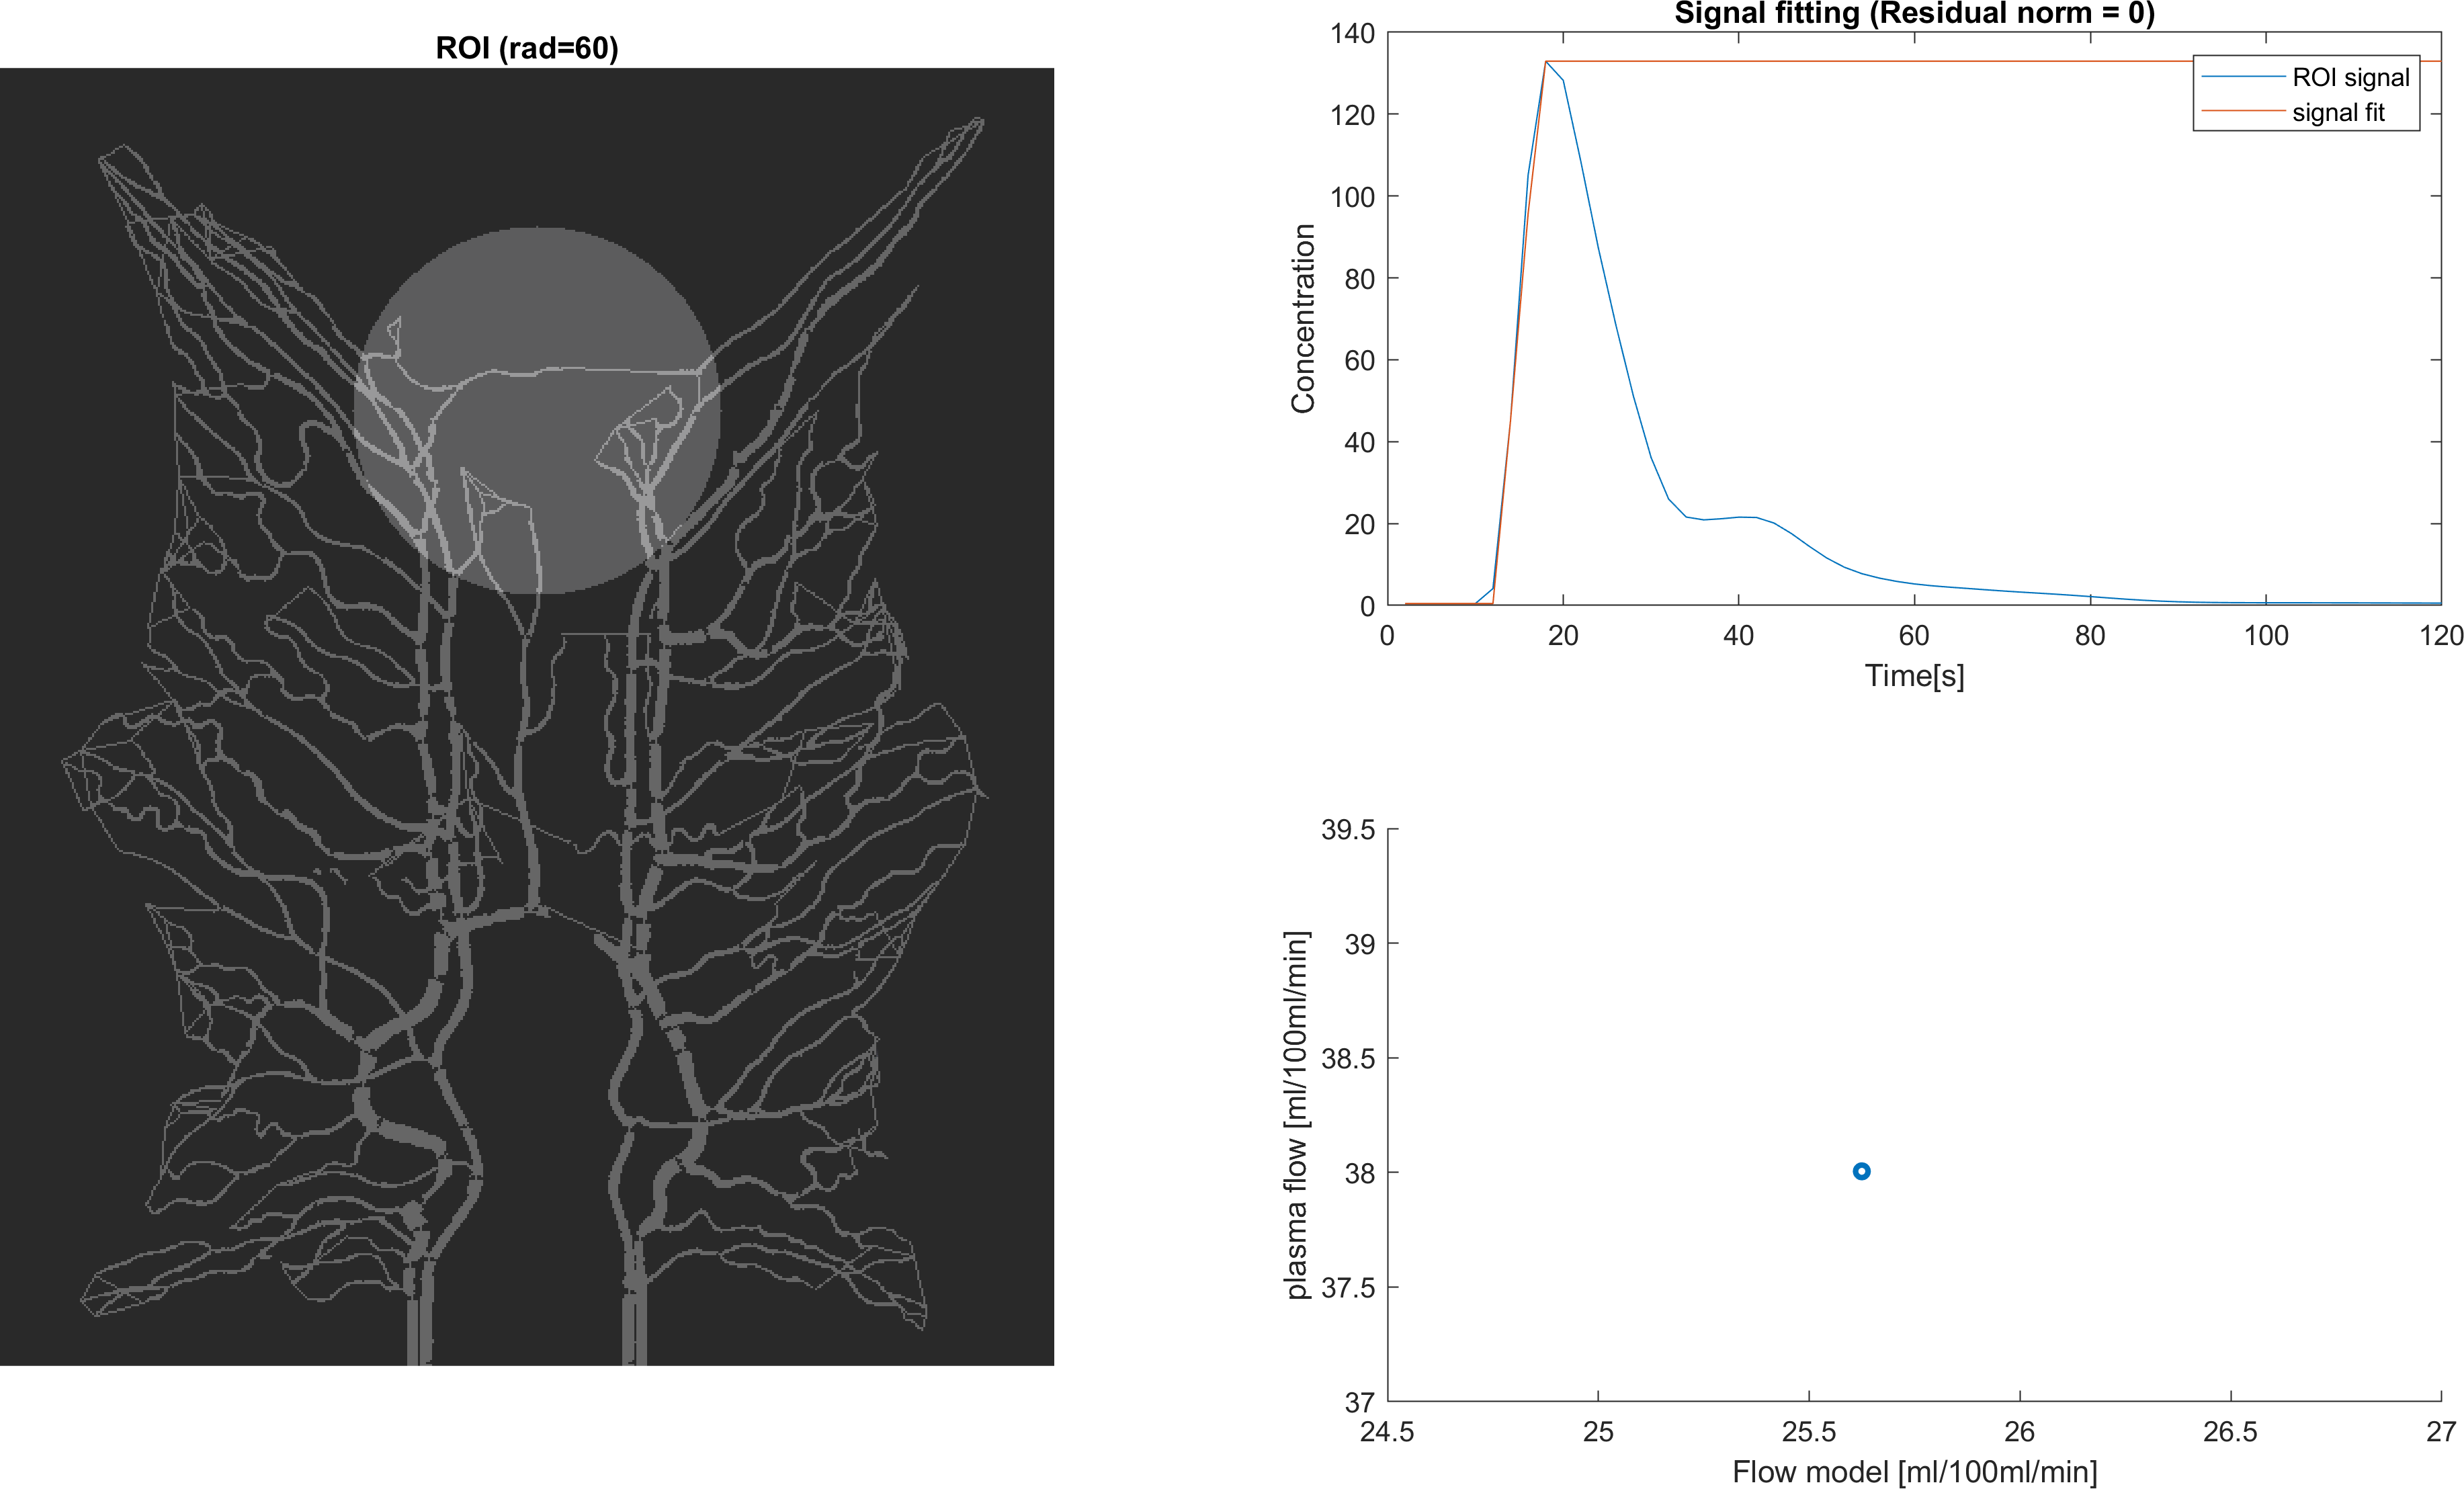 ROI (rad=60)
Signal fitting (Residual norm = 0)
140
120
100
80
60
40
20
0
Concentration
ROI signal
signal fit
0 20 40 60 80 100 120
Time[s]
39.5
39
38.5
38
37.5
37
plasma flow [ml/100ml/min]
24.5 25 25.5 26 26.5 27
Flow model [ml/100ml/min]